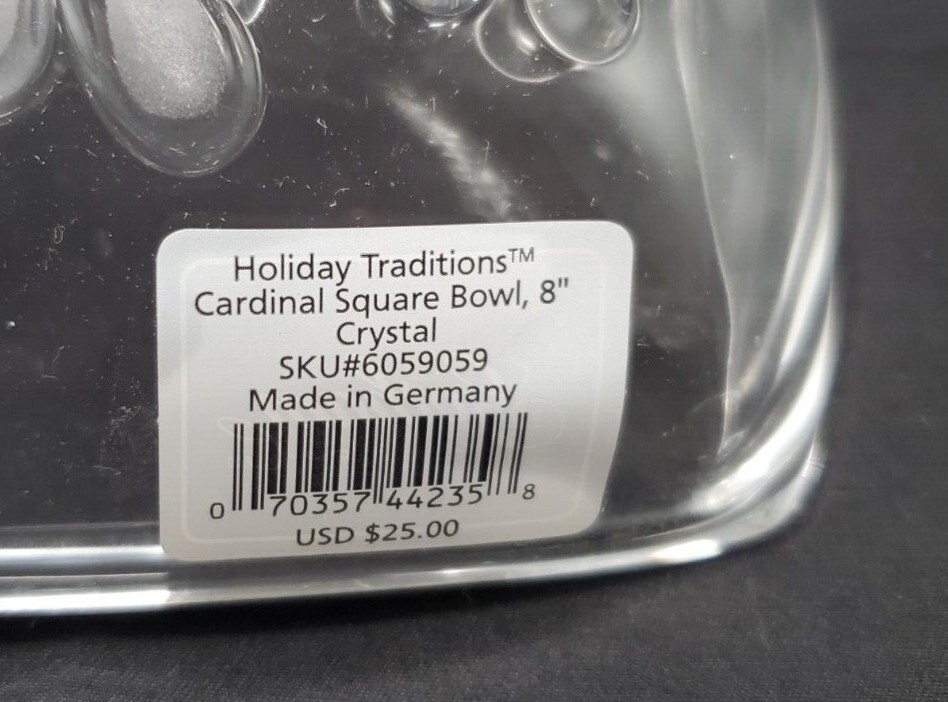 Holiday Traditions™
Cardinal Square Bowl, 8"
Crystal
SKU#6059059
Made in Germany
0 70357 44235 8
USD $25.00